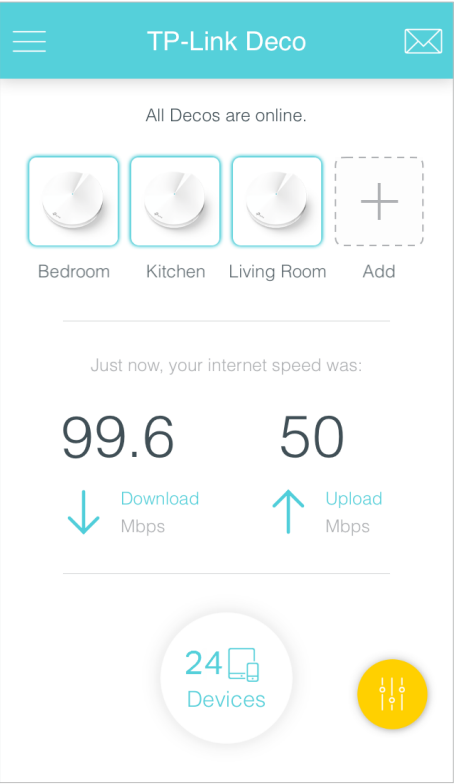 TP-Link Deco
All Decos are online.
Bedroom Kitchen Living Room Add
Just now, your internet speed was:
99.6 50
Download Upload
Mbps Mbps
24
Devices